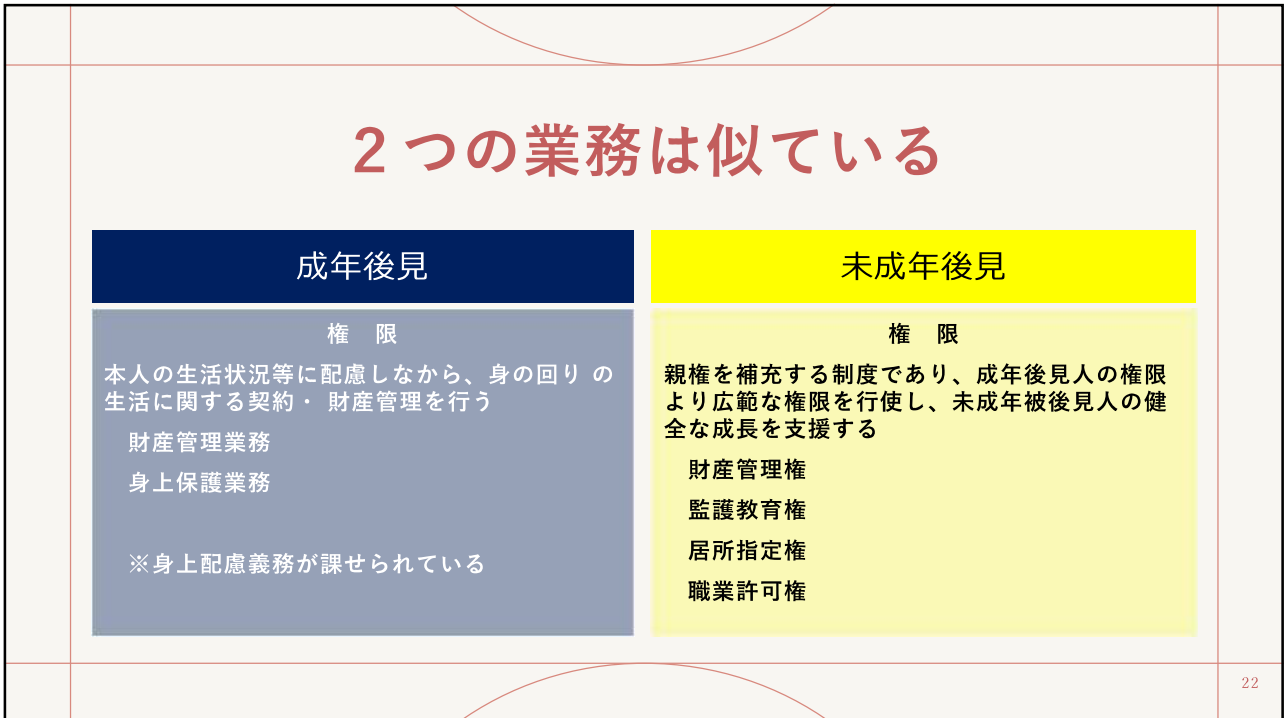 ２つの業務は似ている
成年後見
権　限
本人の生活状況等に配慮しなから、身の回り の
生活に関する契約・ 財産管理を行う
財産管理業務
身上保護業務
※身上配慮義務が課せられている
未成年後見
権　限
親権を補充する制度であり、成年後見人の権限
より広範な権限を行使し、未成年被後見人の健
全な成長を支援する
財産管理権
監護教育権
居所指定権
職業許可権
22